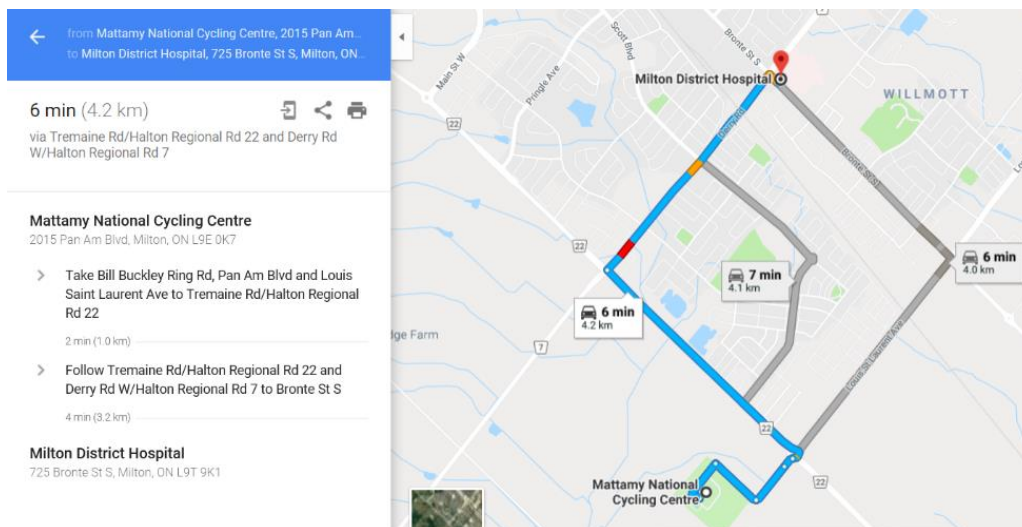 from Mattamy National Cycling Centre, 2015 Pan Am...
to Milton District Hospital, 725 Bronte St S, Milton, ON...
6 min (4.2 km)
via Tremaine Rd/Halton Regional Rd 22 and Derry Rd
W/Halton Regional Rd 7
Mattamy National Cycling Centre
2015 Pan Am Blvd, Milton, ON L9E 0K7
Take Bill Buckley Ring Rd, Pan Am Blvd and Louis
Saint Laurent Ave to Tremaine Rd/Halton Regional
Rd 22
2 min (1.0 km)
Follow Tremaine Rd/Halton Regional Rd 22 and
Derry Rd W/Halton Regional Rd 7 to Bronte St S
4 min (3.2 km)
Milton District Hospital
725 Bronte St S, Milton, ON L9T 9K1
7
Main St W
Pringle Ave
Scott Blvd
Bronte St S
Milton District Hospital
WILLMOTT
22
Derry Rd
Bronte St S
22
7 min
4.1 km
6 min
4.0 km
6 min
4.2 km
dge Farm
7
Louis St Laurent Ave
22
Mattamy National
Cycling Centre
22